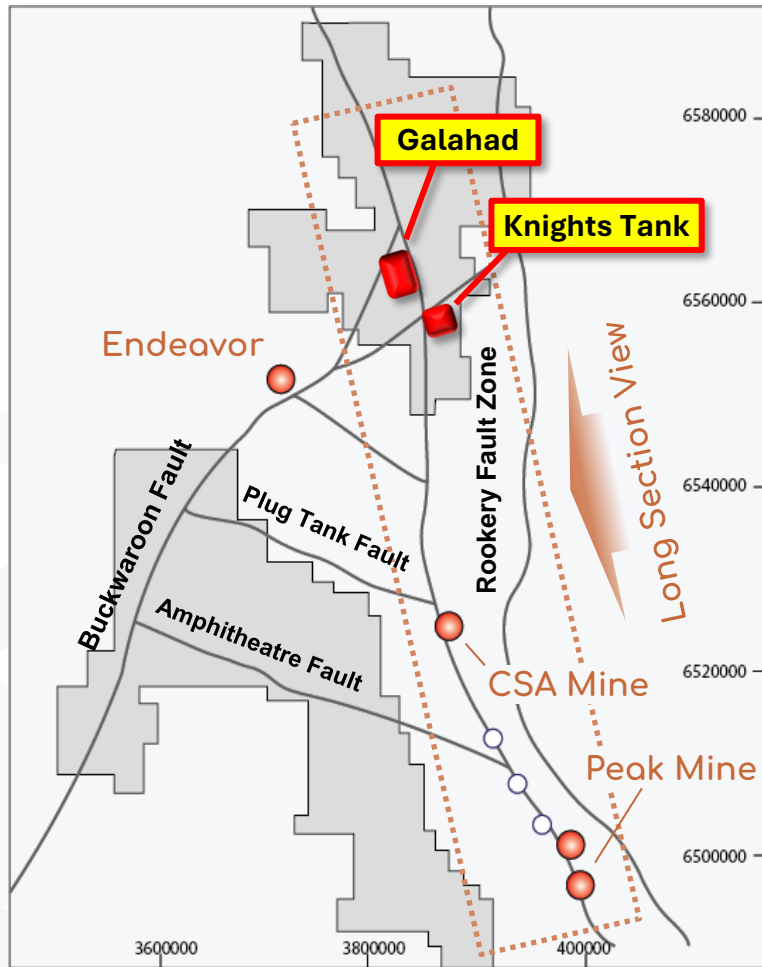 6580000
Galahad
Knights Tank
6560000
Endeavor
Rookery Fault Zone
Long Section View
Buckwaroon Fault
6540000
Plug Tank Fault
Amphitheatre Fault
6520000
CSA Mine
Peak Mine
6500000
3600000
3800000
400000